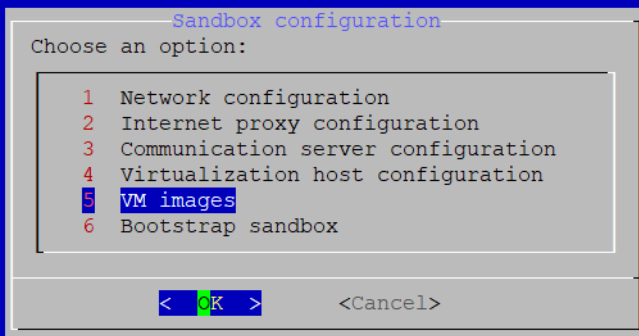 Sandbox configuration
Choose an option:
1 Network configuration
2 Internet proxy configuration
3 Communication server configuration
4 Virtualization host configuration
5 VM images
6 Bootstrap sandbox
< OK > <Cancel>